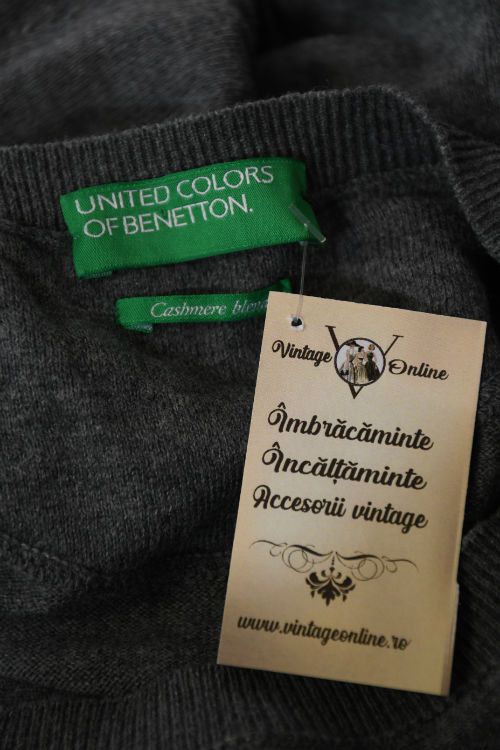 UNITED COLORS
OF BENETTON.
Cashmere blend
V
Vintage Online
Îmbrăcăminte
Încălțăminte
Accesorii vintage
www.vintageonline.ro